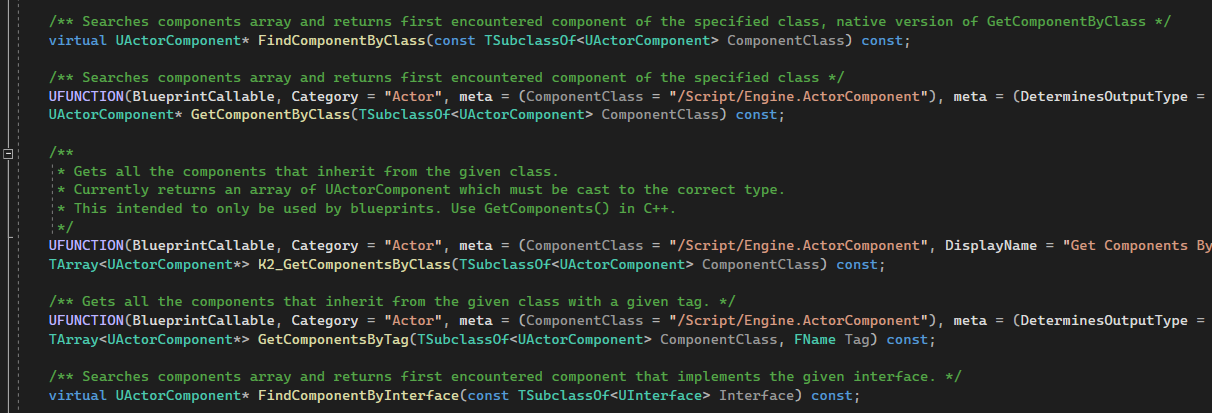 /** Searches components array and returns first encountered component of the specified class, native version of GetComponentByClass */
virtual UActorComponent* FindComponentByClass(const TSubclassOf<UActorComponent> ComponentClass) const;
/** Searches components array and returns first encountered component of the specified class */
UFUNCTION(BlueprintCallable, Category = "Actor", meta = (ComponentClass = "/Script/Engine.ActorComponent"), meta = (DeterminesOutputType =
UActorComponent* GetComponentByClass(TSubclassOf<UActorComponent> ComponentClass) const;
/**
* Gets all the components that inherit from the given class.
* Currently returns an array of UActorComponent which must be cast to the correct type.
* This intended to only be used by blueprints. Use GetComponents() in C++.
*/
UFUNCTION(BlueprintCallable, Category = "Actor", meta = (ComponentClass = "/Script/Engine.ActorComponent", DisplayName = "Get Components By
TArray<UActorComponent*> K2_GetComponentsByClass(TSubclassOf<UActorComponent> ComponentClass) const;
/** Gets all the components that inherit from the given class with a given tag. */
UFUNCTION(BlueprintCallable, Category = "Actor", meta = (ComponentClass = "/Script/Engine.ActorComponent"), meta = (DeterminesOutputType =
TArray<UActorComponent*> GetComponentsByTag(TSubclassOf<UActorComponent> ComponentClass, FName Tag) const;
/** Searches components array and returns first encountered component that implements the given interface. */
virtual UActorComponent* FindComponentByInterface(const TSubclassOf<UInterface> Interface) const;